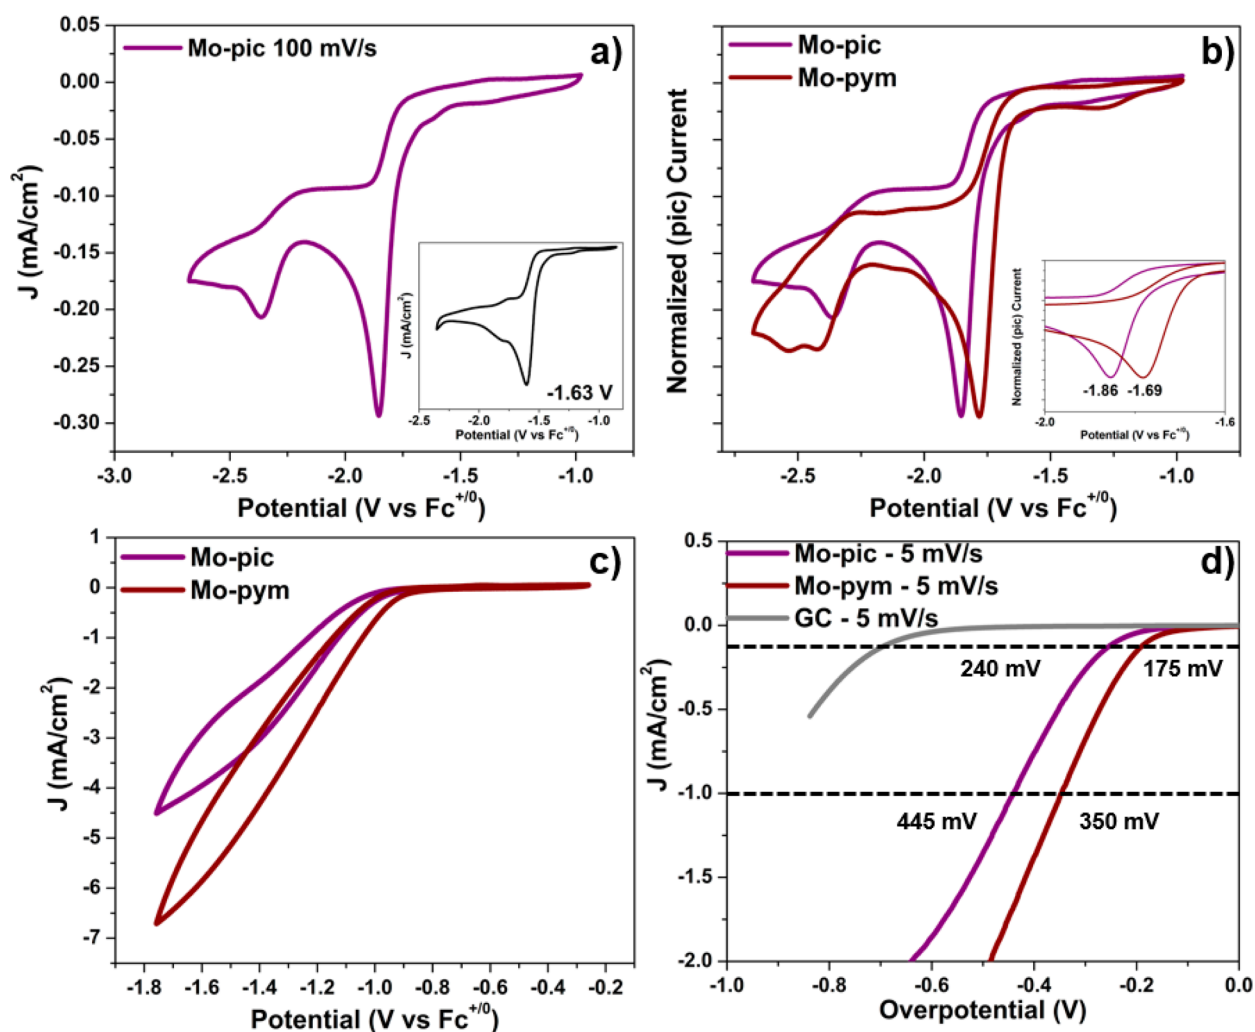 a)
Mo-pic 100 mV/s
0.05
0.00
-0.05
-0.10
-0.15
-0.20
-0.25
-0.30
J (mA/cm²)
-3.0 -2.5 -2.0 -1.5 -1.0
Potential (V vs Fc⁺/⁰)
J (mA/cm²)
-1.63 V
-2.5 -2.0 -1.5 -1.0
Potential (V vs Fc⁺/⁰)
b)
Mo-pic
Mo-pym
Normalized (pic) Current
-2.5 -2.0 -1.5 -1.0
Potential (V vs Fc⁺/⁰)
Normalized (pic) Current
-1.86 -1.69
-2.0 -1.6
Potential (V vs Fc⁺/⁰)
c)
Mo-pic
Mo-pym
1
0
-1
-2
-3
-4
-5
-6
-7
J (mA/cm²)
-1.8 -1.6 -1.4 -1.2 -1.0 -0.8 -0.6 -0.4 -0.2
Potential (V vs Fc⁺/⁰)
d)
Mo-pic - 5 mV/s
Mo-pym - 5 mV/s
GC - 5 mV/s
0.5
0.0
-0.5
-1.0
-1.5
-2.0
J (mA/cm²)
240 mV 175 mV
445 mV 350 mV
-1.0 -0.8 -0.6 -0.4 -0.2 0.0
Overpotential (V)